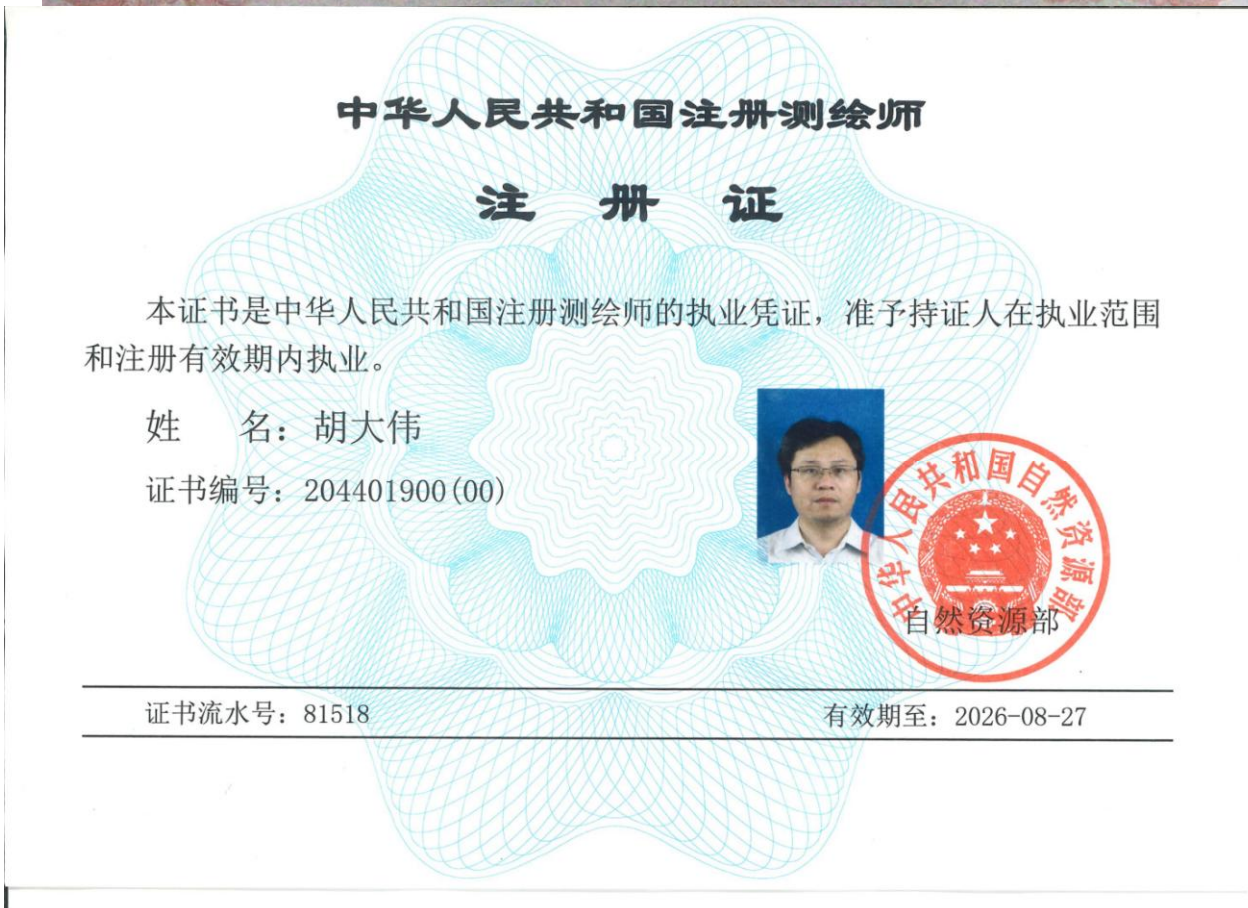 中华人民共和国注册测绘师
注 册 证
本证书是中华人民共和国注册测绘师的执业凭证，准予持证人在执业范围
和注册有效期内执业。
姓 名：胡大伟
证书编号：204401900(00)
中华人民共和国自然资源部
自然资源部
证书流水号：81518
有效期至：2026-08-27